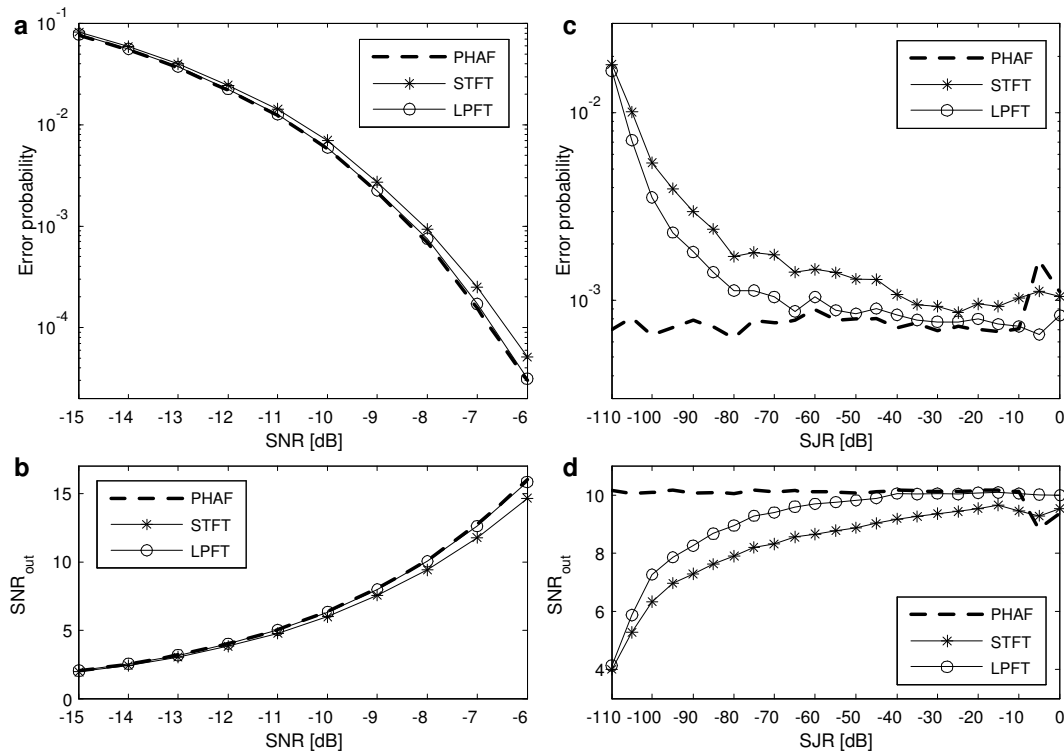 a
10^-1
10^-2
10^-3
10^-4
Error probability
-15 -14 -13 -12 -11 -10 -9 -8 -7 -6
SNR [dB]
PHAF
STFT
LPFT
b
15
10
5
0
SNR_out
-15 -14 -13 -12 -11 -10 -9 -8 -7 -6
SNR [dB]
PHAF
STFT
LPFT
c
10^-2
10^-3
Error probability
-110 -100 -90 -80 -70 -60 -50 -40 -30 -20 -10 0
SJR [dB]
PHAF
STFT
LPFT
d
10
8
6
4
SNR_out
-110 -100 -90 -80 -70 -60 -50 -40 -30 -20 -10 0
SJR [dB]
PHAF
STFT
LPFT